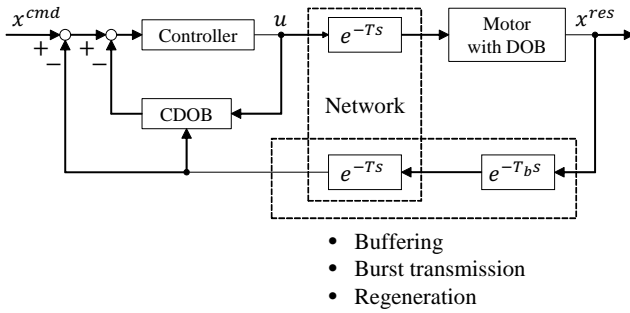 x^{cmd}
+
−
+
−
Controller
u
e^{-Ts}
Motor
with DOB
x^{res}
CDOB
Network
e^{-Ts}
e^{-T_b s}
• Buffering
• Burst transmission
• Regeneration